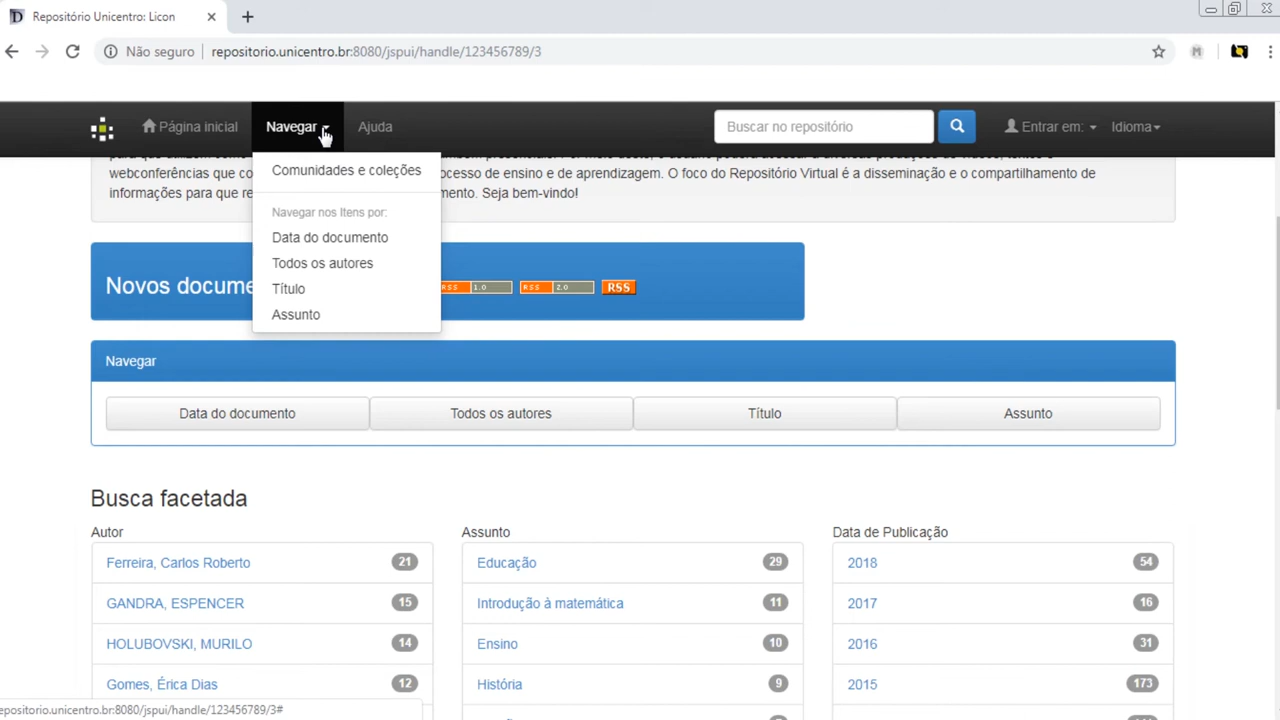 Repositório Unicentro: Licon
Não seguro
repositorio.unicentro.br:8080/jspui/handle/123456789/3
M
Página inicial
Navegar
Ajuda
Buscar no repositório
Entrar em:
Idioma
webconferências que
ocesso de ensino e de aprendizagem. O foco do Repositório Virtual é a disseminação e o compartilhamento de
informações para que
mento. Seja bem-vindo!
Comunidades e coleções
Navegar nos Itens por:
Data do documento
Todos os autores
Título
Assunto
Novos docume
RSS 1.0
RSS 2.0
RSS
Navegar
Data do documento
Todos os autores
Título
Assunto
Busca facetada
Autor
Ferreira, Carlos Roberto 21
GANDRA, ESPENCER 15
HOLUBOVSKI, MURILO 14
Gomes, Érica Dias 12
Assunto
Educação 29
Introdução à matemática 11
Ensino 10
História 9
Data de Publicação
2018 54
2017 16
2016 31
2015 173
epositorio.unicentro.br:8080/jspui/handle/123456789/3#